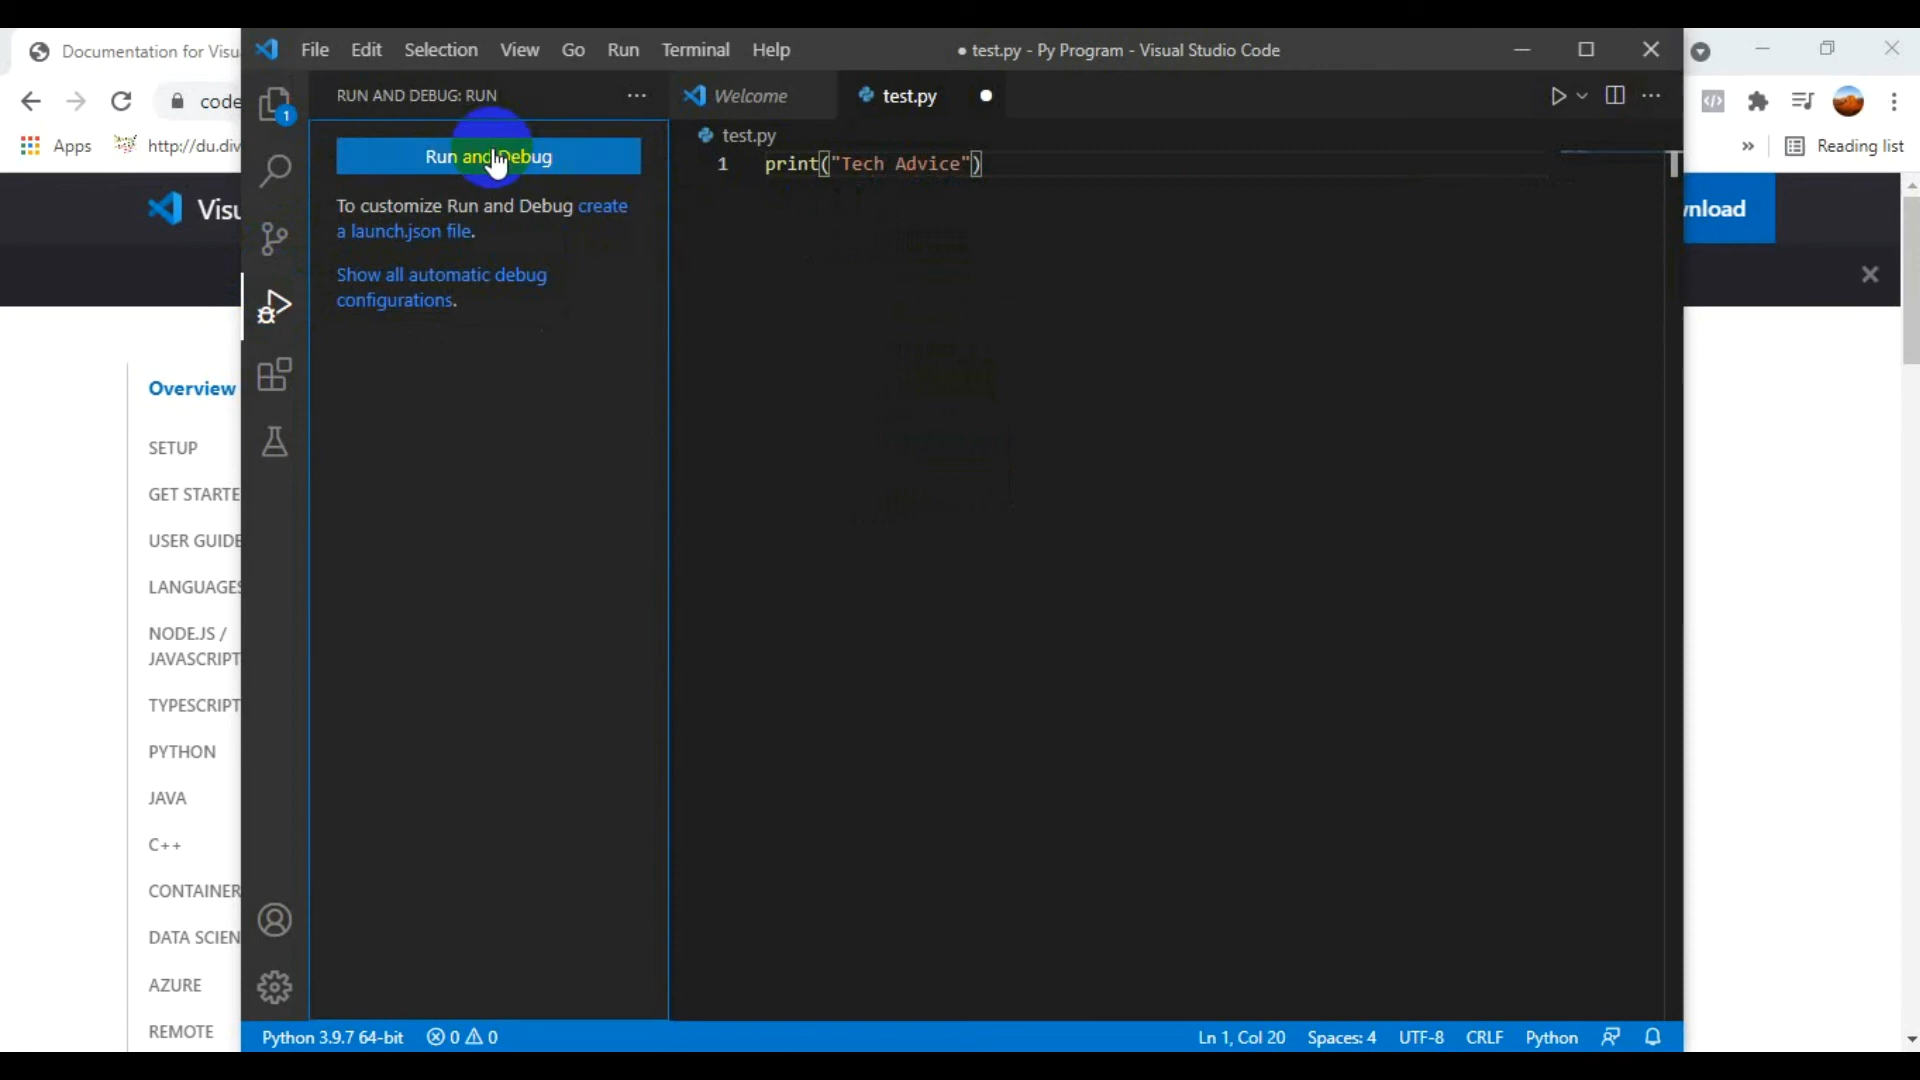 Documentation for Visu
File Edit Selection View Go Run Terminal Help
● test.py - Py Program - Visual Studio Code
code
Apps
http://du.div
»
Reading list
Visu
nload
Overview
SETUP
GET STARTE
USER GUIDE
LANGUAGES
NODE.JS /
JAVASCRIPT
TYPESCRIPT
PYTHON
JAVA
C++
CONTAINER
DATA SCIEN
AZURE
REMOTE
1
RUN AND DEBUG: RUN
Run and Debug
To customize Run and Debug create
a launch.json file.
Show all automatic debug
configurations.
Welcome
test.py
test.py
1 print("Tech Advice")
Python 3.9.7 64-bit 0 0
Ln 1, Col 20 Spaces: 4 UTF-8 CRLF Python